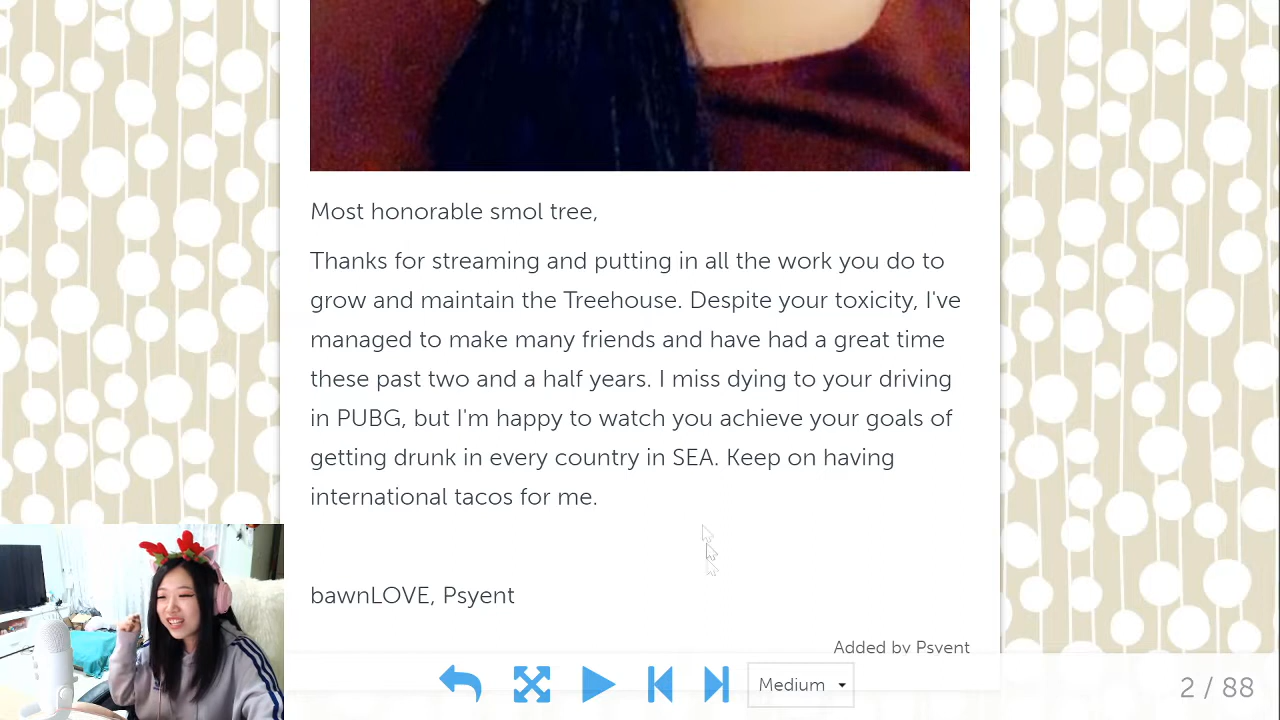 Most honorable smol tree,
Thanks for streaming and putting in all the work you do to
grow and maintain the Treehouse. Despite your toxicity, I've
managed to make many friends and have had a great time
these past two and a half years. I miss dying to your driving
in PUBG, but I'm happy to watch you achieve your goals of
getting drunk in every country in SEA. Keep on having
international tacos for me.
bawnLOVE, Psyent
Added by Psyent
Medium
2 / 88